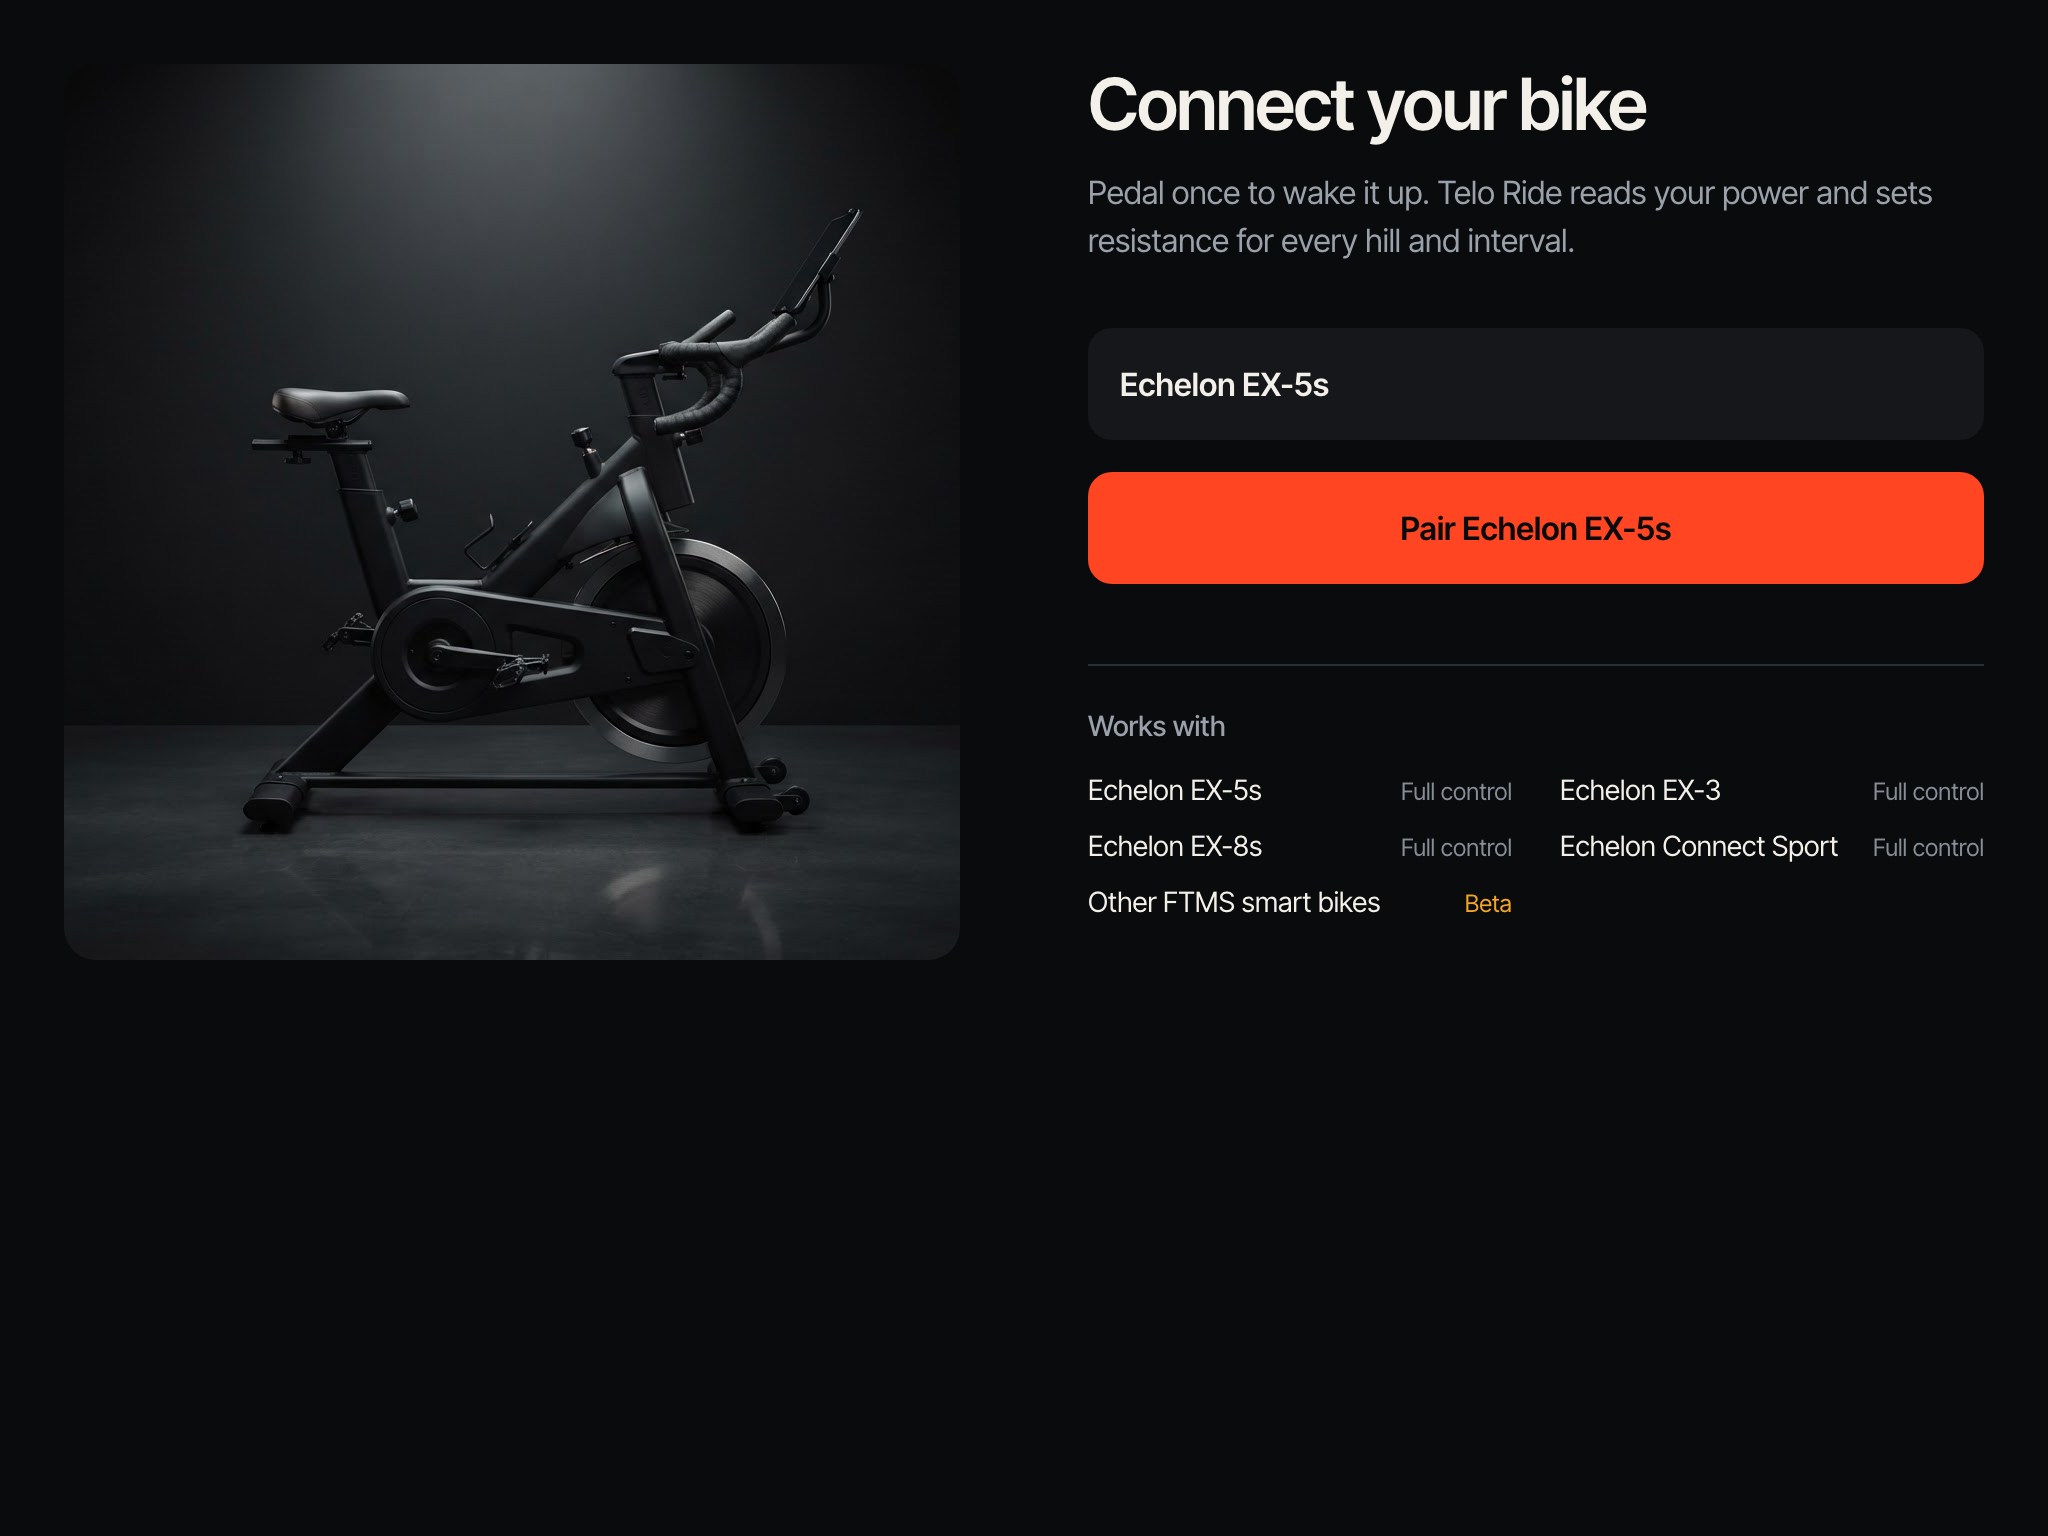 Connect your bike
Pedal once to wake it up. Telo Ride reads your power and sets
resistance for every hill and interval.
Echelon EX-5s
Pair Echelon EX-5s
Works with
Echelon EX-5s Full control Echelon EX-3 Full control
Echelon EX-8s Full control Echelon Connect Sport Full control
Other FTMS smart bikes Beta